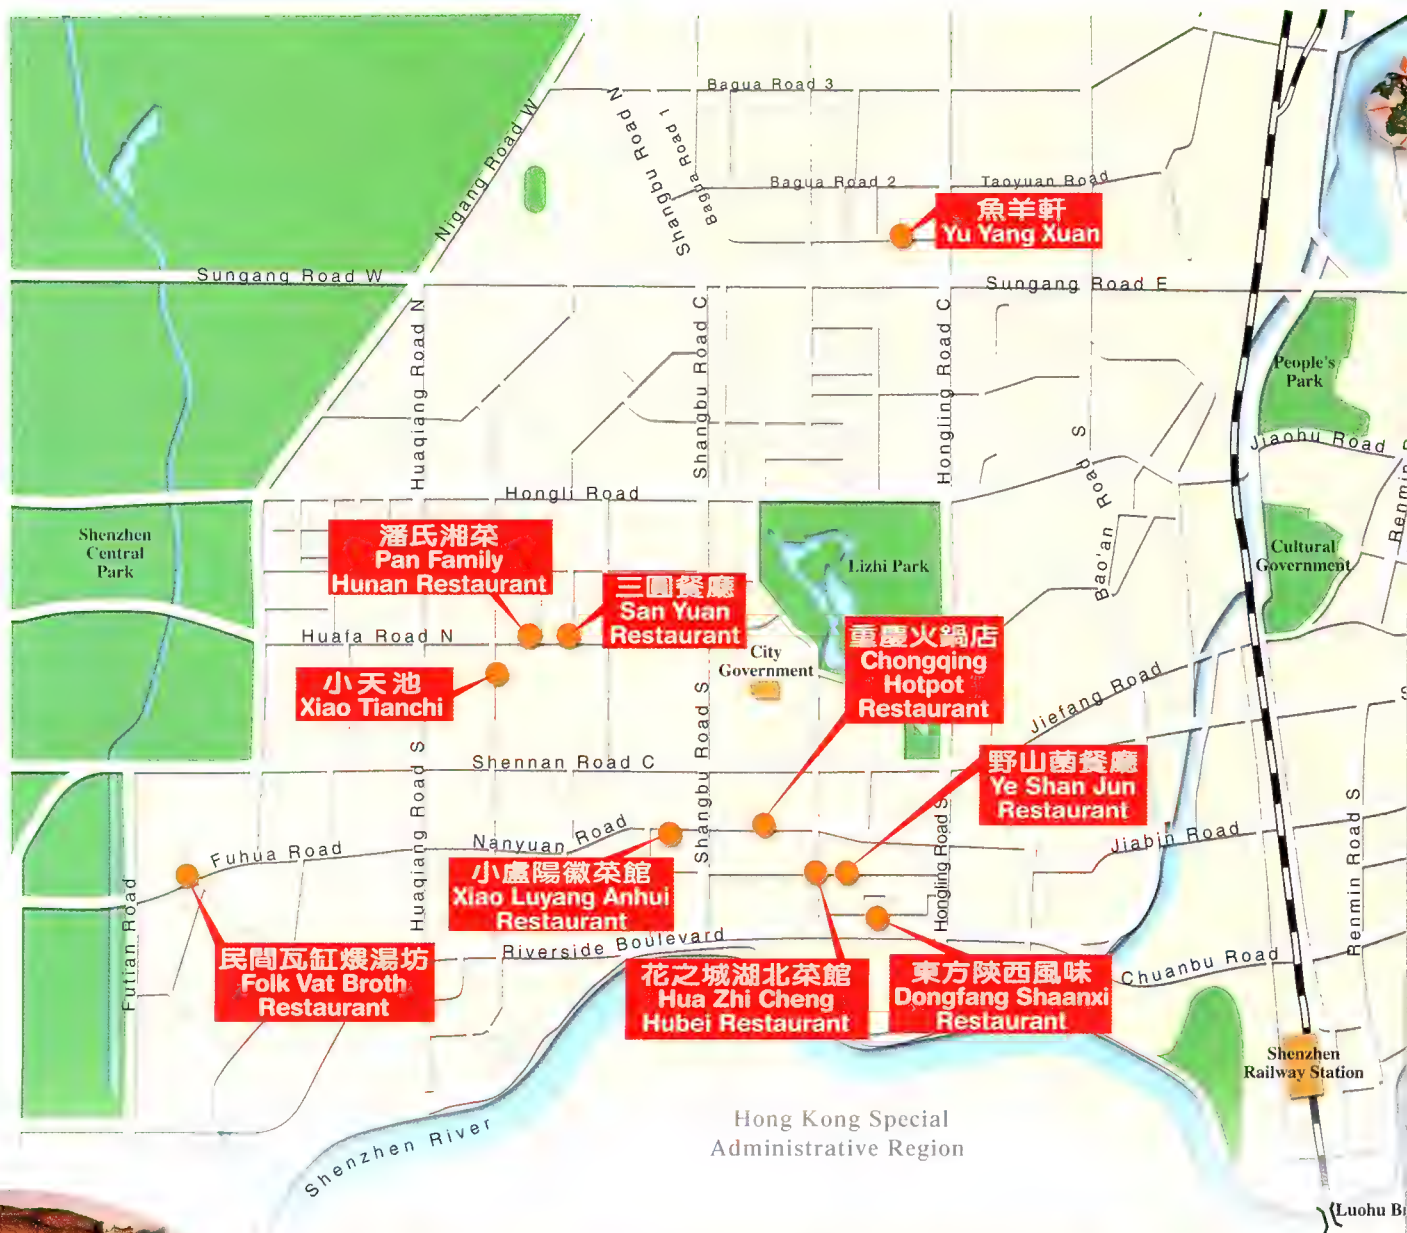 Bagua Road 3
Nigang Road W
Shangbu Road N
Bagua Road 1
Bagua Road 2
Taoyuan Road
魚羊軒
Yu Yang Xuan
Sungang Road W
Sungang Road E
Huaqiang Road N
Shangbu Road C
Hongling Road C
People's
Park
Jiaohu Road
Bao'an Road S
Hongli Road
Shenzhen
Central
Park
潘氏湘菜
Pan Family
Hunan Restaurant
三圓餐廳
San Yuan
Restaurant
Lizhi Park
Cultural
Government
Huafa Road N
小天池
Xiao Tianchi
City
Government
重慶火鍋店
Chongqing
Hotpot
Restaurant
Jiefang Road
Huaqiang Road S
Shennan Road C
Shangbu Road S
野山菌餐廳
Ye Shan Jun
Restaurant
Hongling Road S
Jiabin Road
Renmin Road S
Nanyuan Road
Fuhua Road
小盧陽徽菜館
Xiao Luyang Anhui
Restaurant
Futian Road
民間瓦缸煨湯坊
Folk Vat Broth
Restaurant
Riverside Boulevard
花之城湖北菜館
Hua Zhi Cheng
Hubei Restaurant
東方陝西風味
Dongfang Shaanxi
Restaurant
Chuanbu Road
Shenzhen
Railway Station
Hong Kong Special
Administrative Region
Shenzhen River
Luohu